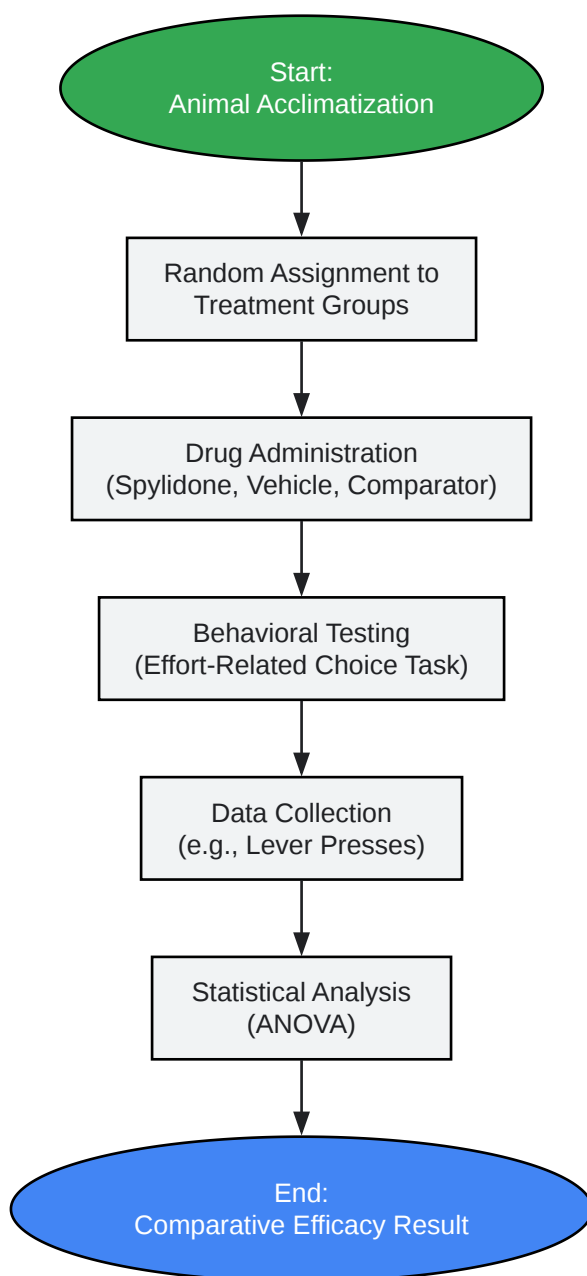 Start:
Animal Acclimatization
Random Assignment to
Treatment Groups
Drug Administration
(Spylidone, Vehicle, Comparator)
Behavioral Testing
(Effort-Related Choice Task)
Data Collection
(e.g., Lever Presses)
Statistical Analysis
(ANOVA)
End:
Comparative Efficacy Result